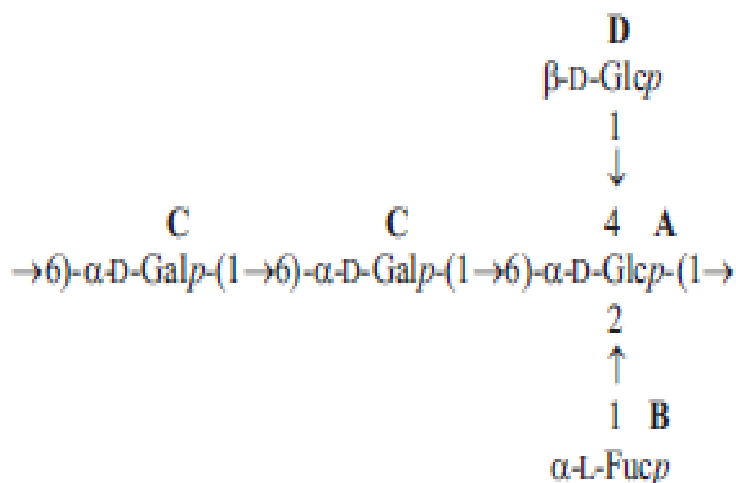 D
β-D-Glcp
1
↓
C C 4 A
→6)-α-D-Galp-(1→6)-α-D-Galp-(1→6)-α-D-Glcp-(1→
2
↑
1 B
α-L-Fucp